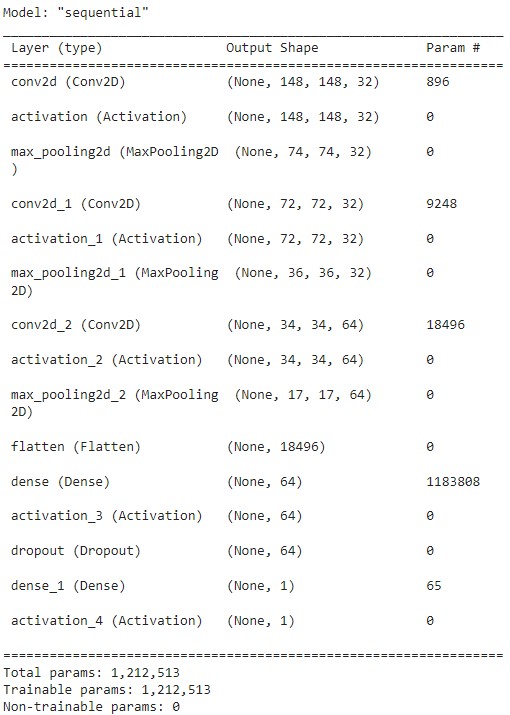 Model: "sequential"
_________________________________________________________________
Layer (type) Output Shape Param #
=================================================================
conv2d (Conv2D) (None, 148, 148, 32) 896
activation (Activation) (None, 148, 148, 32) 0
max_pooling2d (MaxPooling2D (None, 74, 74, 32) 0
)
conv2d_1 (Conv2D) (None, 72, 72, 32) 9248
activation_1 (Activation) (None, 72, 72, 32) 0
max_pooling2d_1 (MaxPooling (None, 36, 36, 32) 0
2D)
conv2d_2 (Conv2D) (None, 34, 34, 64) 18496
activation_2 (Activation) (None, 34, 34, 64) 0
max_pooling2d_2 (MaxPooling (None, 17, 17, 64) 0
2D)
flatten (Flatten) (None, 18496) 0
dense (Dense) (None, 64) 1183808
activation_3 (Activation) (None, 64) 0
dropout (Dropout) (None, 64) 0
dense_1 (Dense) (None, 1) 65
activation_4 (Activation) (None, 1) 0
=================================================================
Total params: 1,212,513
Trainable params: 1,212,513
Non-trainable params: 0